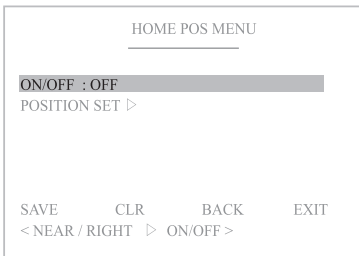 HOME POS MENU
ON/OFF : OFF
POSITION SET ▷
SAVE CLR BACK EXIT
< NEAR / RIGHT ▷ ON/OFF >